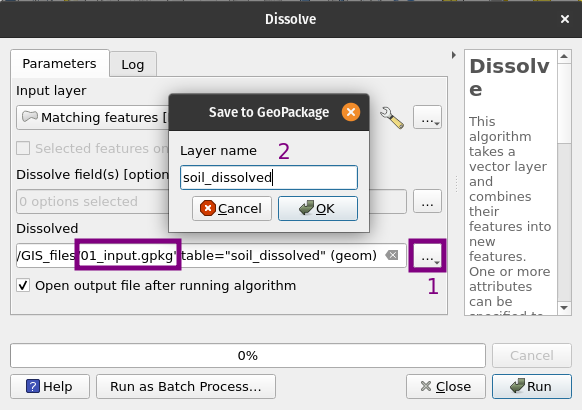 Dissolve
Parameters
Log
Input layer
Matching features [
...
Selected features on
Dissolve field(s) [option
0 options selected
...
Dissolved
/GIS_files/01_input.gpkg" table="soil_dissolved" (geom)
...
1
Open output file after running algorithm
Save to GeoPackage
Layer name
2
soil_dissolved
Cancel
OK
Dissolv
e
This
algorithm
takes a
vector layer
and
combines
their
features into
new
features.
One or more
attributes
can be
specified to
0%
Cancel
Help
Run as Batch Process...
Close
Run